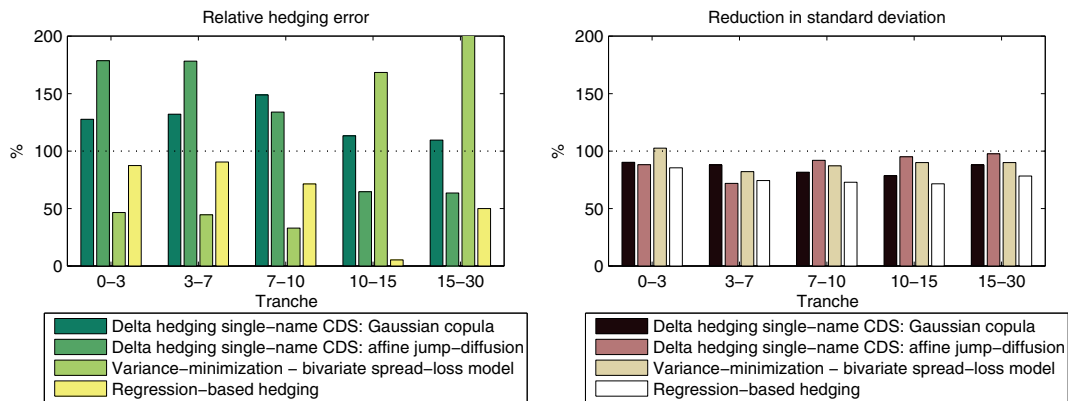 Relative hedging error
200
150
100
50
0
%
0−3
3−7
7−10
10−15
15−30
Tranche
Delta hedging single−name CDS: Gaussian copula
Delta hedging single−name CDS: affine jump−diffusion
Variance−minimization − bivariate spread−loss model
Regression−based hedging
Reduction in standard deviation
200
150
100
50
0
%
0−3
3−7
7−10
10−15
15−30
Tranche
Delta hedging single−name CDS: Gaussian copula
Delta hedging single−name CDS: affine jump−diffusion
Variance−minimization − bivariate spread−loss model
Regression−based hedging